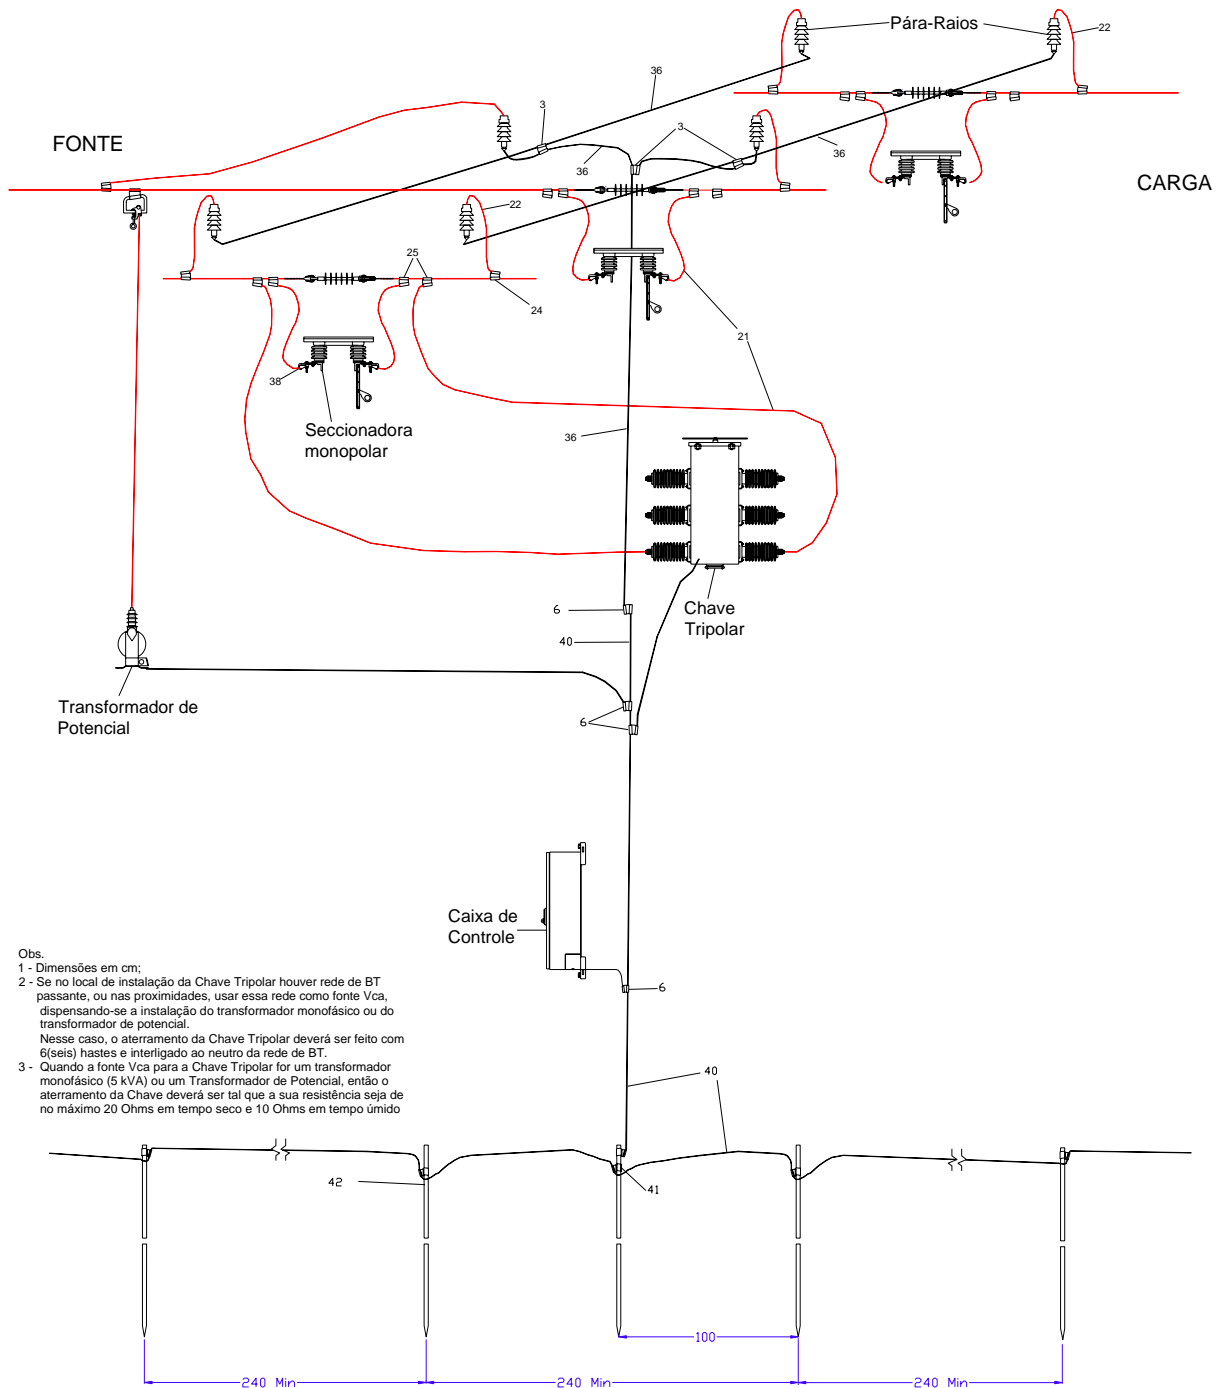 Pára-Raios
22
36
3
3
FONTE
36
36
CARGA
22
25
24
21
38
Seccionadora
monopolar
36
6
Chave
Tripolar
40
Transformador de
Potencial
6
Caixa de
Controle
6
Obs.
1 - Dimensões em cm;
2 - Se no local de instalação da Chave Tripolar houver rede de BT
passante, ou nas proximidades, usar essa rede como fonte Vca,
dispensando-se a instalação do transformador monofásico ou do
transformador de potencial.
Nesse caso, o aterramento da Chave Tripolar deverá ser feito com
6(seis) hastes e interligado ao neutro da rede de BT.
3 - Quando a fonte Vca para a Chave Tripolar for um transformador
monofásico (5 kVA) ou um Transformador de Potencial, então o
aterramento da Chave deverá ser tal que a sua resistência seja de
no máximo 20 Ohms em tempo seco e 10 Ohms em tempo úmido
40
42
41
100
240 Min
240 Min
240 Min